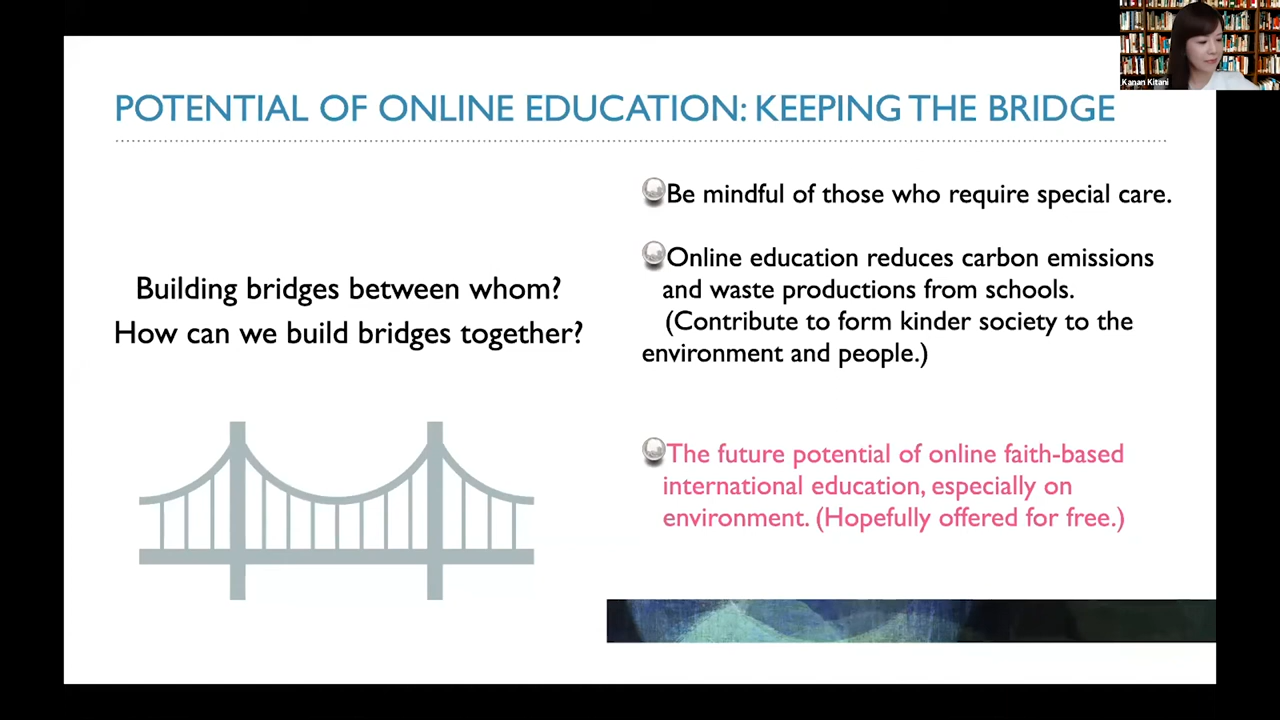 Kanan Kitani
POTENTIAL OF ONLINE EDUCATION: KEEPING THE BRIDGE
Building bridges between whom?
How can we build bridges together?
Be mindful of those who require special care.
Online education reduces carbon emissions
and waste productions from schools.
(Contribute to form kinder society to the
environment and people.)
The future potential of online faith-based
international education, especially on
environment. (Hopefully offered for free.)